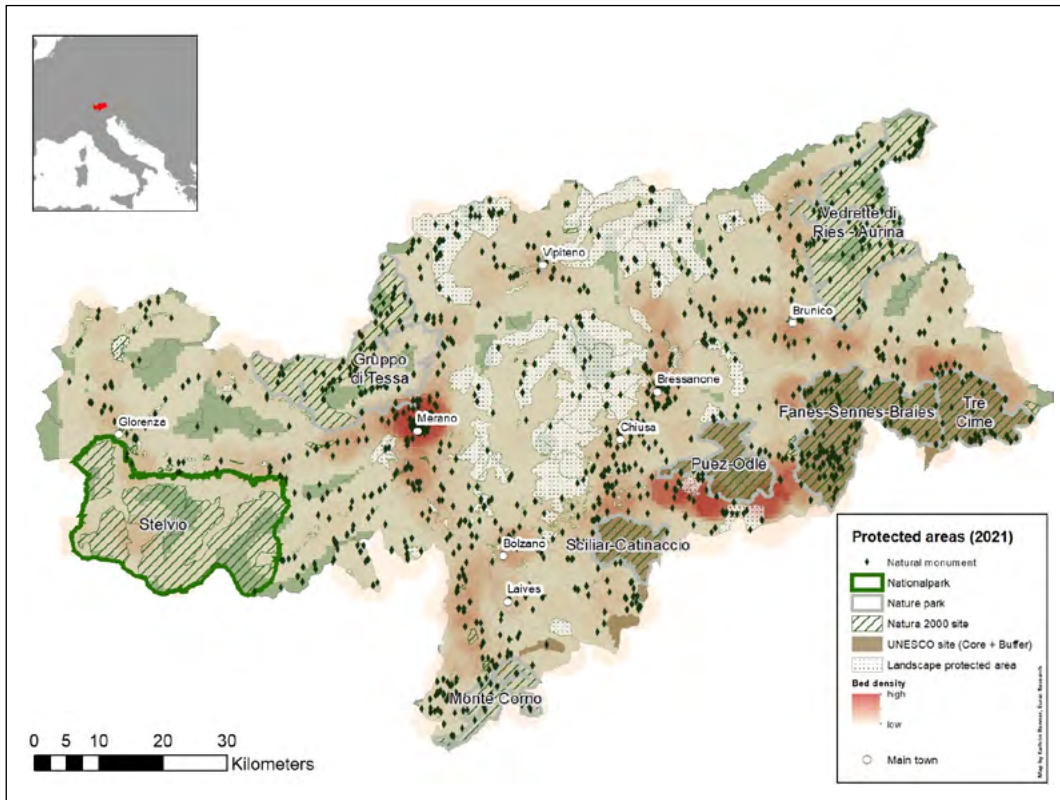 Vedrette di
Ries - Aurina
Vipiteno
Brunico
Gruppo
di Tessa
Bressanone
Fanes-Sennes-Braies
Tre
Cime
Merano
Glorenza
Chiusa
Puez-Odle
Stelvio
Sciliar-Catinaccio
Bolzano
Laives
Monte Corno
0 5 10 20 30
Kilometers
Protected areas (2021)
Natural monument
Nationalpark
Nature park
Natura 2000 site
UNESCO site (Core + Buffer)
Landscape protected area
Bed density
high
low
Main town